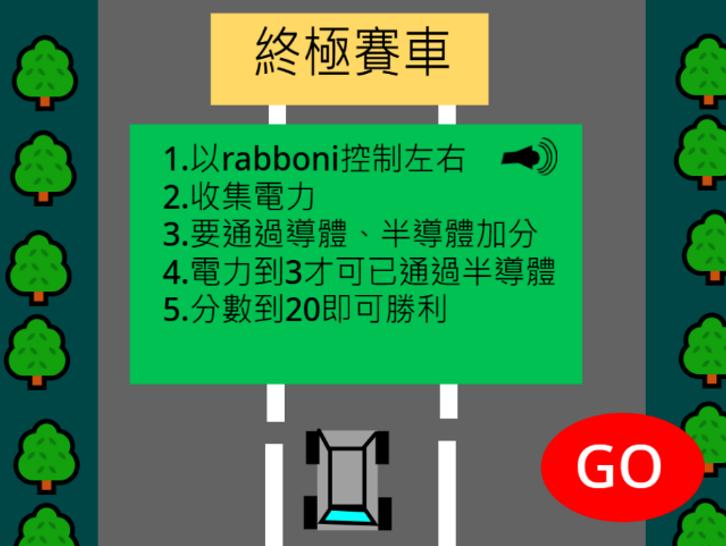 終極賽車
1.以rabboni控制左右
2.收集電力
3.要通過導體、半導體加分
4.電力到3才可已通過半導體
5.分數到20即可勝利
GO